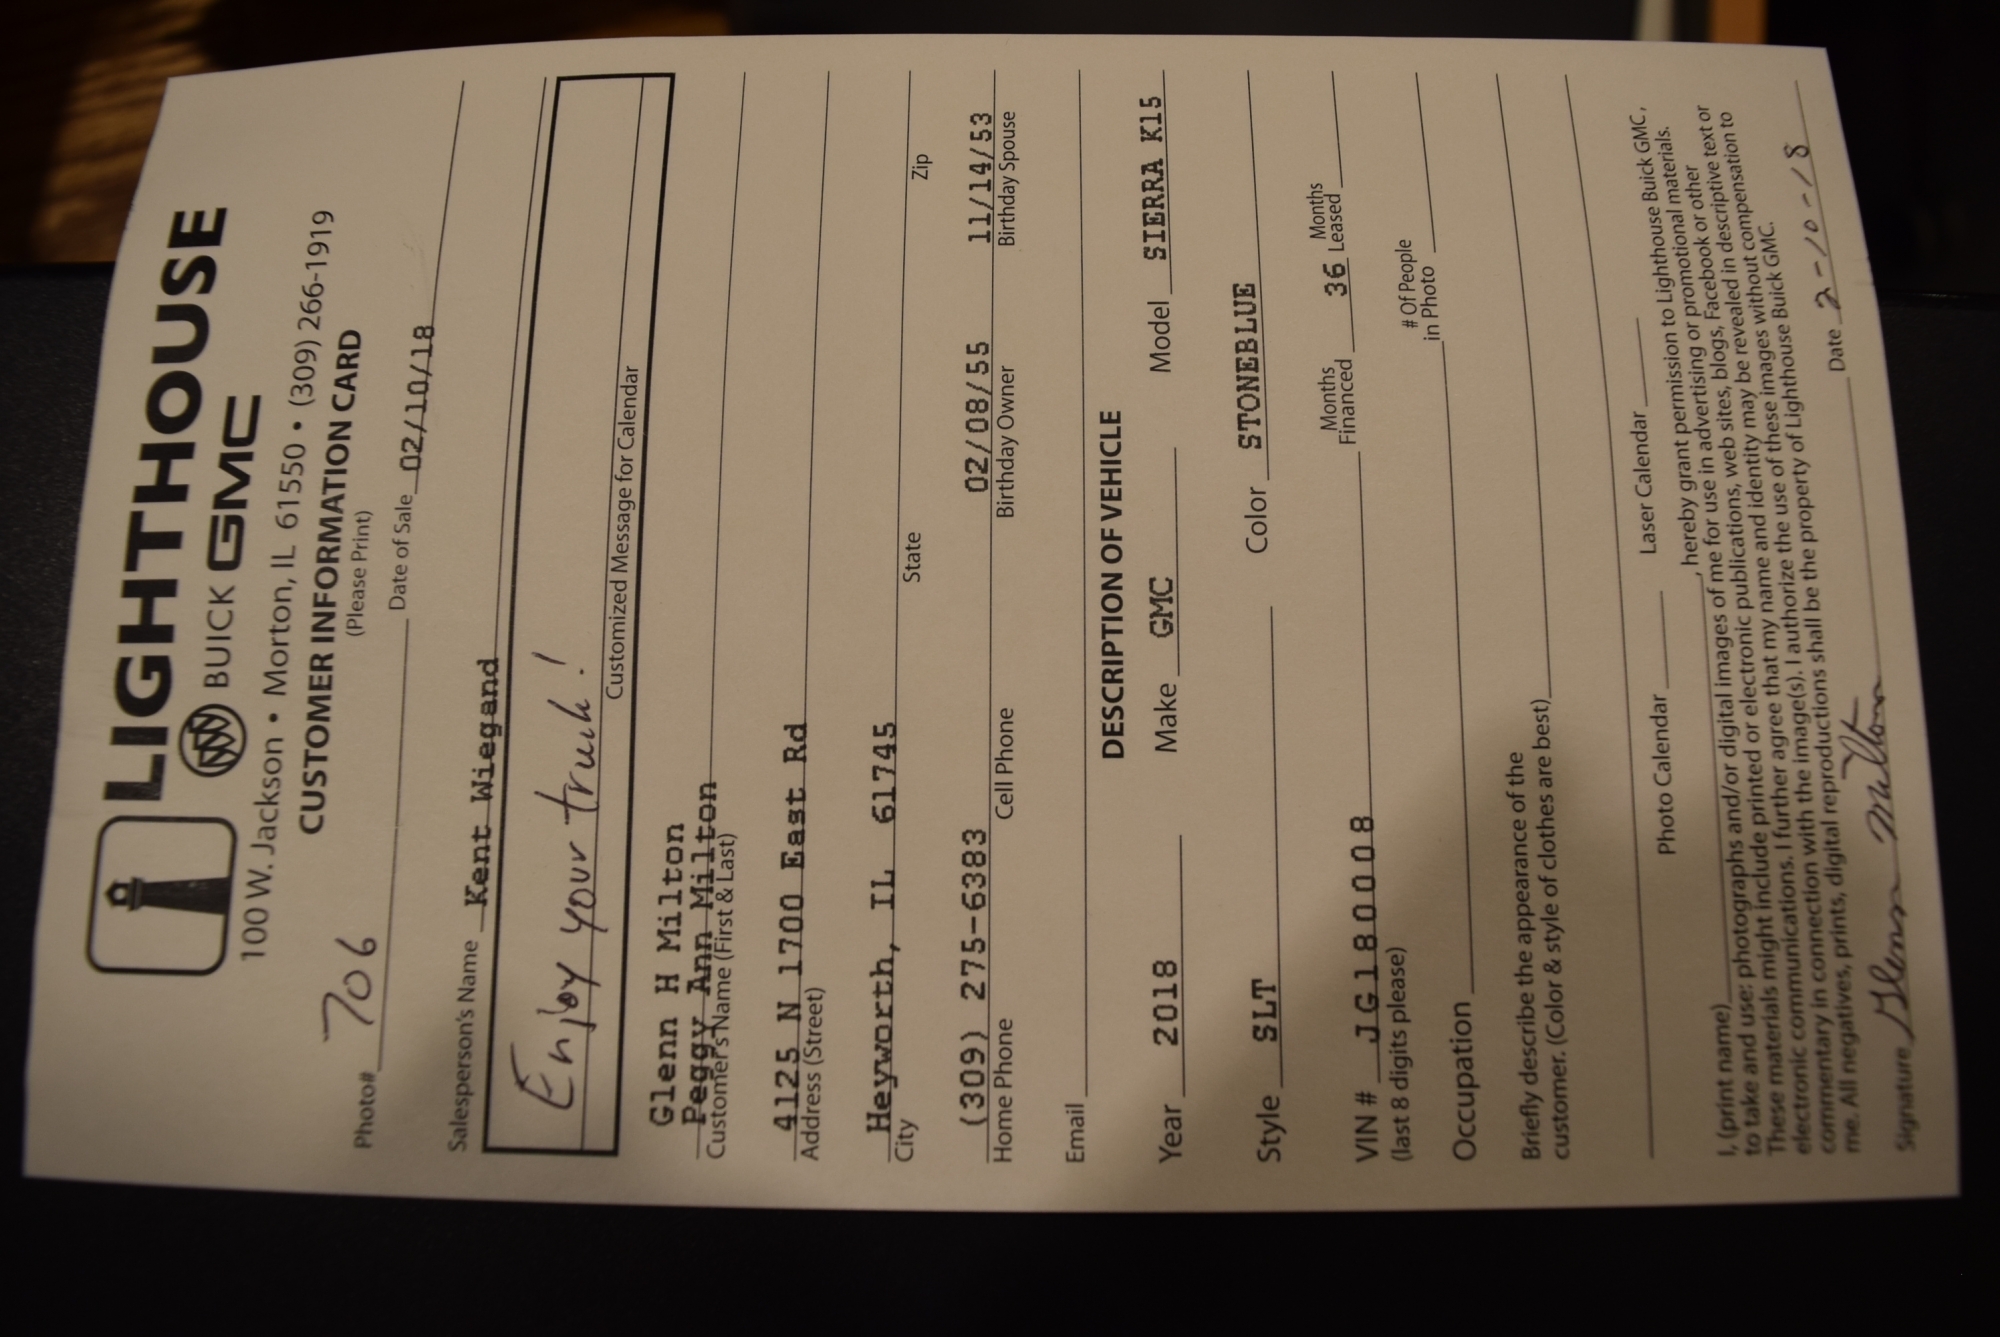 LIGHTHOUSE
BUICK GMC
100 W. Jackson • Morton, IL 61550 • (309) 266-1919
CUSTOMER INFORMATION CARD
(Please Print)
Photo# 706 Date of Sale 02/10/18
Salesperson's Name Kent Wiegand
Enjoy your truck!
Customized Message for Calendar
Glenn H Milton
Peggy Ann Milton
Customer's Name (First & Last)
4125 N 1700 East Rd
Address (Street)
Heyworth, IL 61745
City State Zip
(309) 275-6383 02/08/55 11/14/53
Home Phone Cell Phone Birthday Owner Birthday Spouse
Email
DESCRIPTION OF VEHICLE
Year 2018 Make GMC Model SIERRA K15
Style SLT Color STONEBLUE
VIN # JG180008 Months Financed 36 Months Leased
(last 8 digits please)
Occupation # Of People in Photo
Briefly describe the appearance of the
customer. (Color & style of clothes are best)
Photo Calendar Laser Calendar
I, (print name) , hereby grant permission to Lighthouse Buick GMC,
to take and use: photographs and/or digital images of me for use in advertising or promotional materials.
These materials might include printed or electronic publications, web sites, blogs, Facebook or other
electronic communications. I further agree that my name and identity may be revealed in descriptive text or
commentary in connection with the image(s). I authorize the use of these images without compensation to
me. All negatives, prints, digital reproductions shall be the property of Lighthouse Buick GMC.
Signature Glenn Milton Date 2-10-18